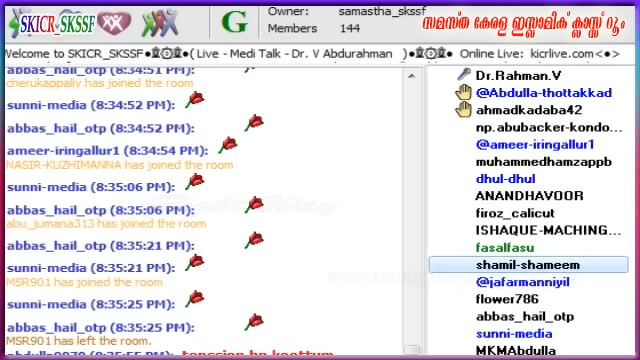 SKICR_SKSSF
G
Owner: samastha_skssf
Members 144
സമസ്ത കേരള ഇസ്ലാമിക് ക്ലാസ്സ് റൂം
Welcome to SKICR_SKSSF
( Live - Medi Talk - Dr. V Abdurahman )
Online Live: kicrlive.com
abbas_hail_otp (8:34:51 PM):
cherukappally has joined the room
sunni-media (8:34:52 PM):
abbas_hail_otp (8:34:52 PM):
ameer-iringallur1 (8:34:54 PM):
NASIR-KUZHIMANNA has joined the room
sunni-media (8:35:06 PM):
abbas_hail_otp (8:35:06 PM):
abu_jumana313 has joined the room
abbas_hail_otp (8:35:21 PM):
sunni-media (8:35:21 PM):
MSR901 has joined the room
sunni-media (8:35:25 PM):
abbas_hail_otp (8:35:25 PM):
MSR901 has left the room.
Dr.Rahman.V
@Abdulla-thottakkad
ahmadkadaba42
np.abubacker-kondo...
@ameer-iringallur1
muhammedhamzappb
dhul-dhul
ANANDHAVOOR
firoz_calicut
ISHAQUE-MACHING...
fasalfasu
shamil-shameem
@jafarmanniyil
flower786
abbas_hail_otp
sunni-media
MKMAbdulla